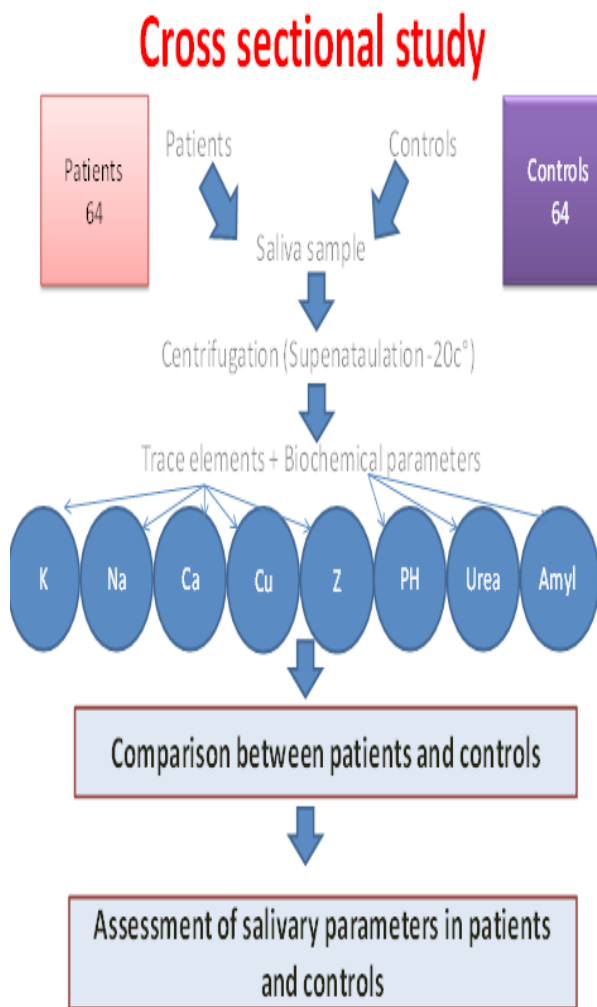 Cross sectional study
Patients
64
Patients
Controls
Controls
64
Saliva sample
Centrifugation (Supenataulation -20c°)
Trace elements + Biochemical parameters
K Na Ca Cu Z PH Urea Amyl
Comparison between patients and controls
Assessment of salivary parameters in patients
and controls